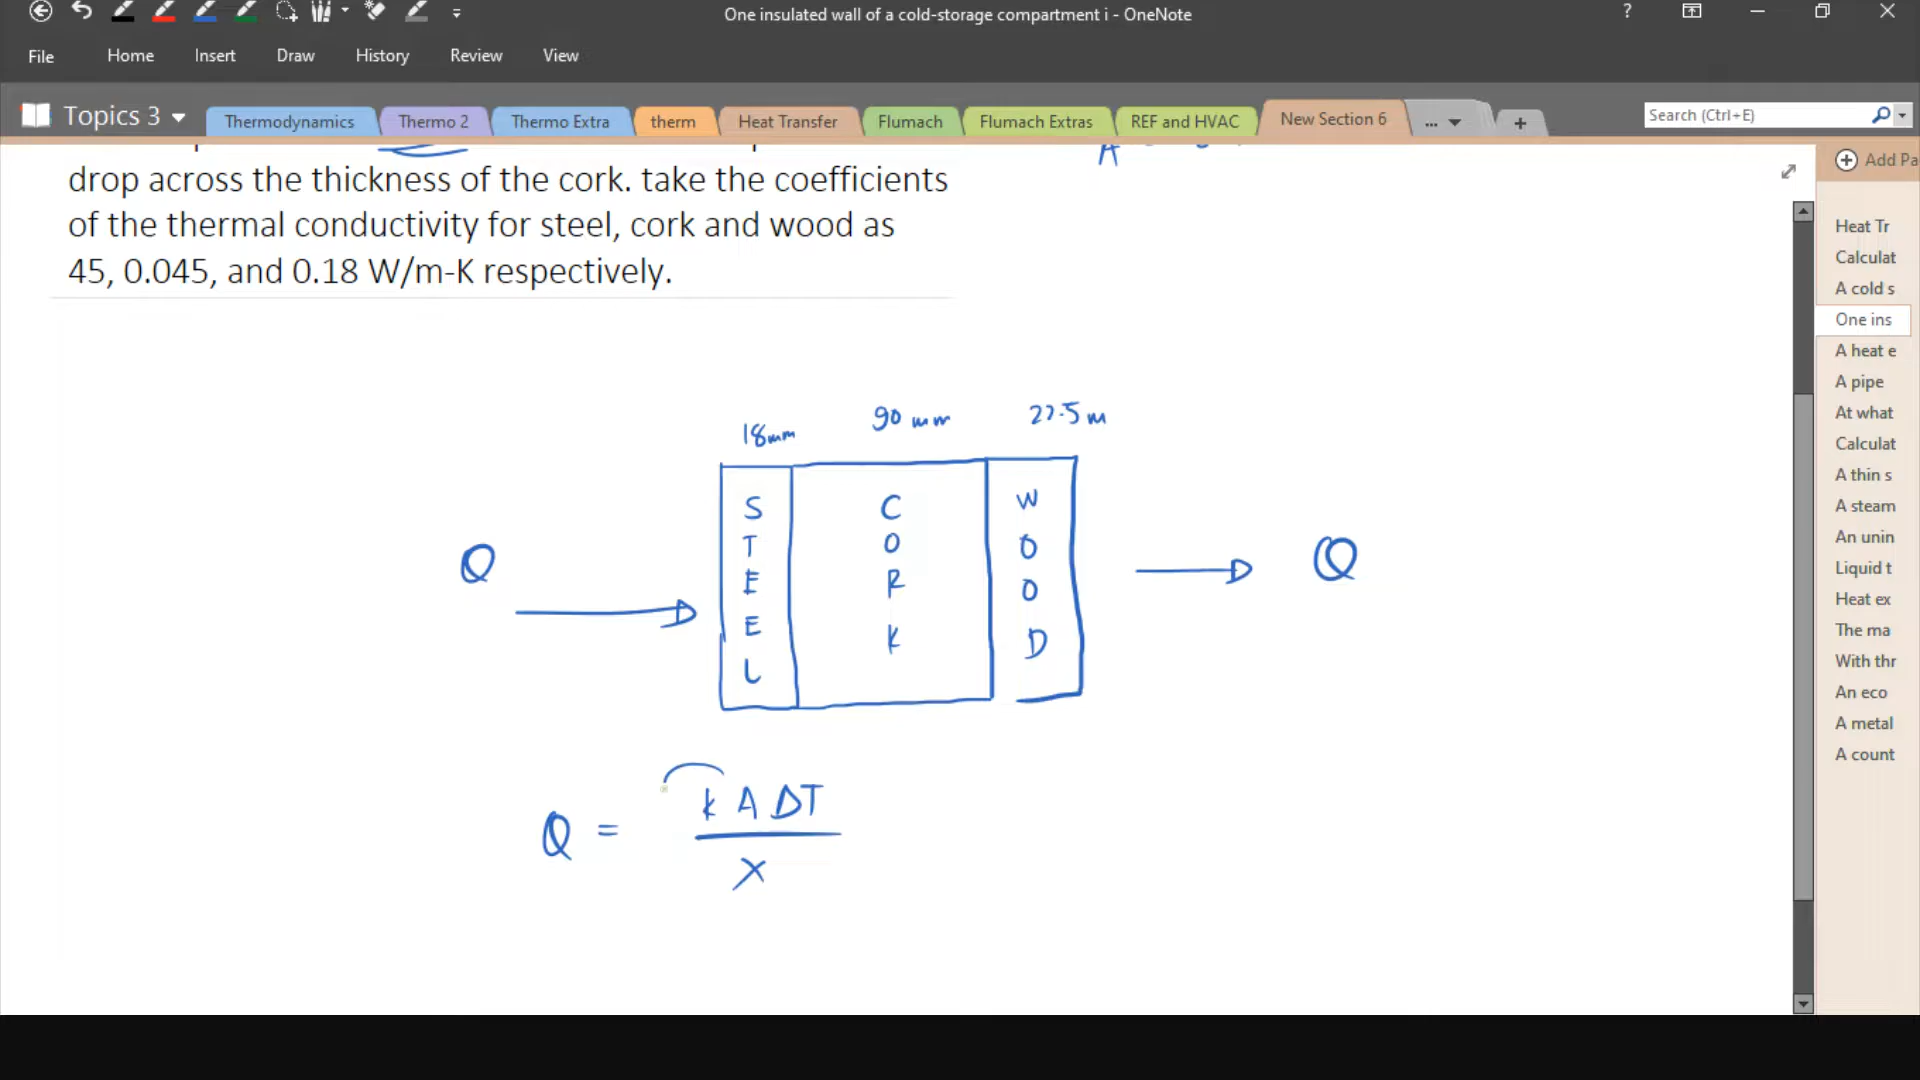 One insulated wall of a cold-storage compartment i - OneNote
?
File Home Insert Draw History Review View
Topics 3
Thermodynamics Thermo 2 Thermo Extra therm Heat Transfer Flumach Flumach Extras REF and HVAC New Section 6 ... +
Search (Ctrl+E)
Add Pa
A
drop across the thickness of the cork. take the coefficients
of the thermal conductivity for steel, cork and wood as
45, 0.045, and 0.18 W/m-K respectively.
Heat Tr
Calculat
A cold s
One ins
A heat e
A pipe
At what
Calculat
A thin s
A steam
An unin
Liquid t
Heat ex
The ma
With thr
An eco
A metal
A count
18mm 90 mm 22.5 m
Q STEEL CORK WOOD Q
Q = k A ΔT
X